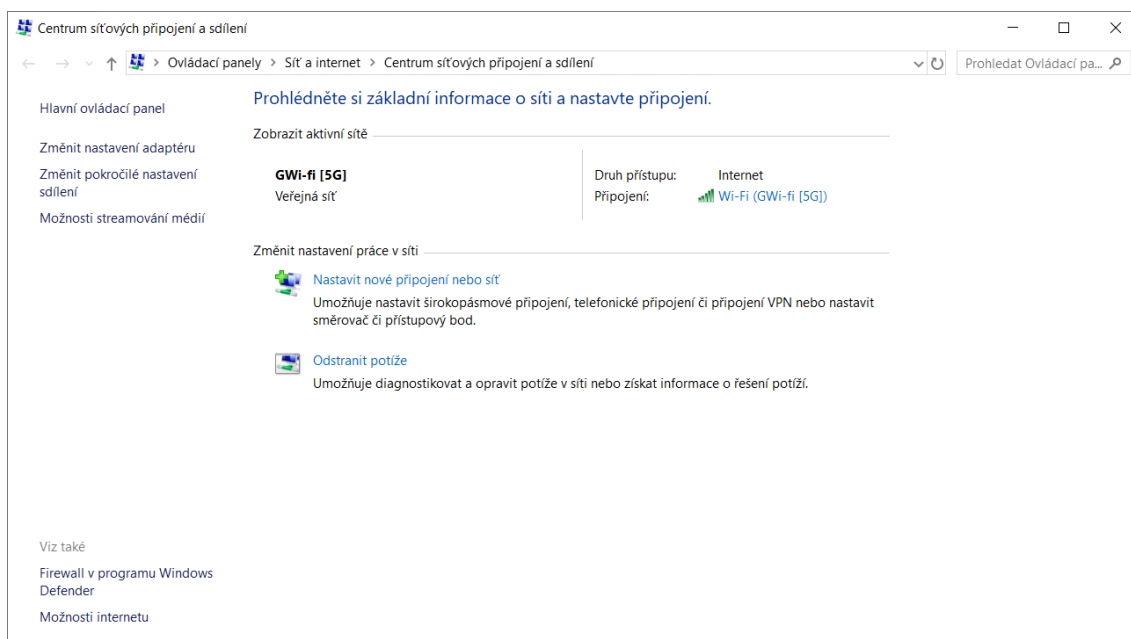 Centrum síťových připojení a sdílení
Ovládací panely > Síť a internet > Centrum síťových připojení a sdílení
Prohledat Ovládací pa...
Hlavní ovládací panel
Změnit nastavení adaptéru
Změnit pokročilé nastavení
sdílení
Možnosti streamování médií
Prohlédněte si základní informace o síti a nastavte připojení.
Zobrazit aktivní sítě
GWi-fi [5G]
Veřejná síť
Druh přístupu: Internet
Připojení: Wi-Fi (GWi-fi [5G])
Změnit nastavení práce v síti
Nastavit nové připojení nebo síť
Umožňuje nastavit širokopásmové připojení, telefonické připojení či připojení VPN nebo nastavit
směrovač či přístupový bod.
Odstranit potíže
Umožňuje diagnostikovat a opravit potíže v síti nebo získat informace o řešení potíží.
Viz také
Firewall v programu Windows
Defender
Možnosti internetu